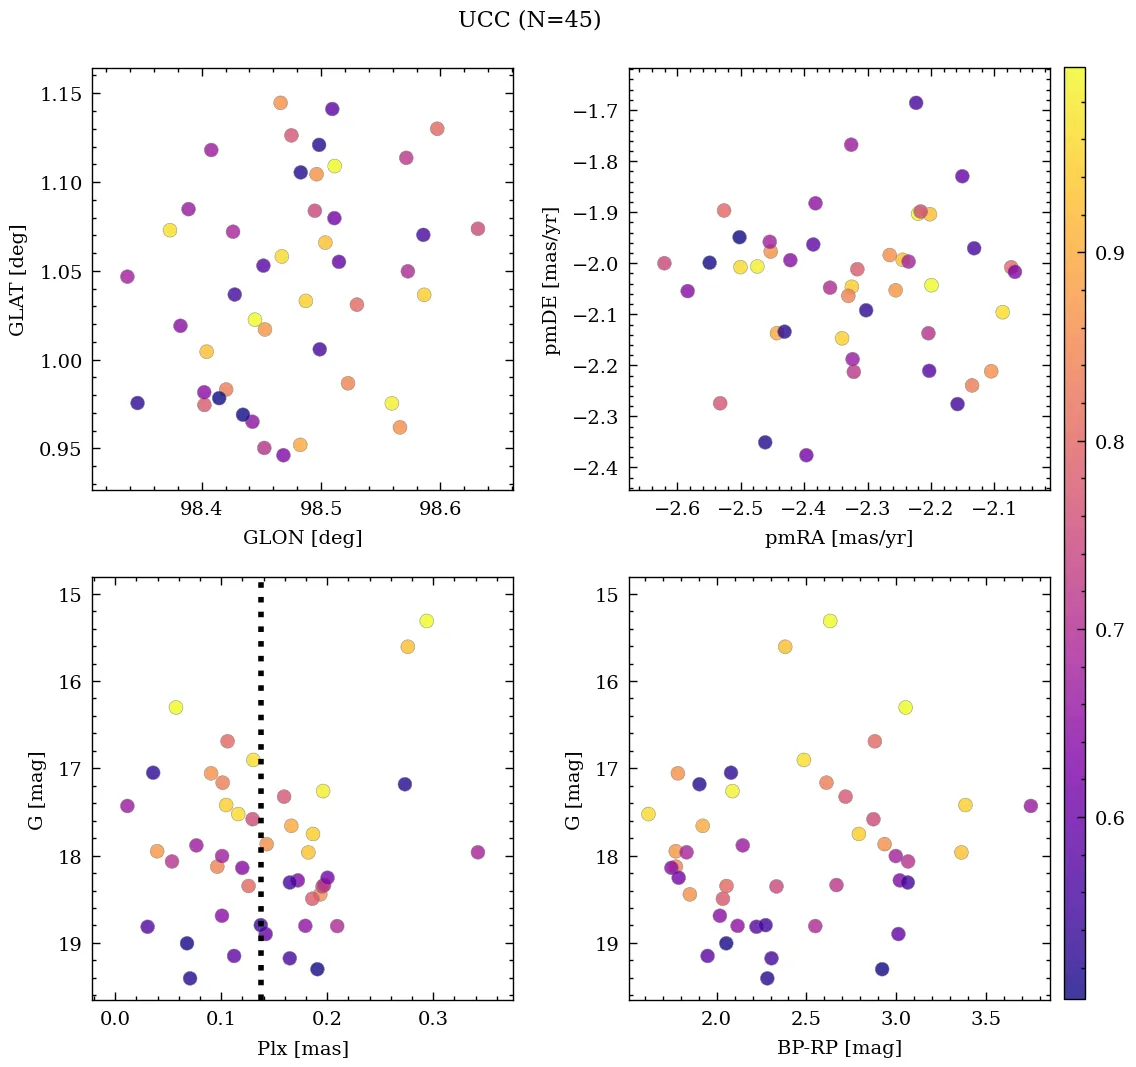 UCC (N=45)
1.15
1.10
1.05
1.00
0.95
GLAT [deg]
98.4 98.5 98.6
GLON [deg]
−1.7
−1.8
−1.9
−2.0
−2.1
−2.2
−2.3
−2.4
pmDE [mas/yr]
−2.6 −2.5 −2.4 −2.3 −2.2 −2.1
pmRA [mas/yr]
0.9
0.8
0.7
0.6
15
16
17
18
19
G [mag]
0.0 0.1 0.2 0.3
Plx [mas]
15
16
17
18
19
G [mag]
2.0 2.5 3.0 3.5
BP-RP [mag]